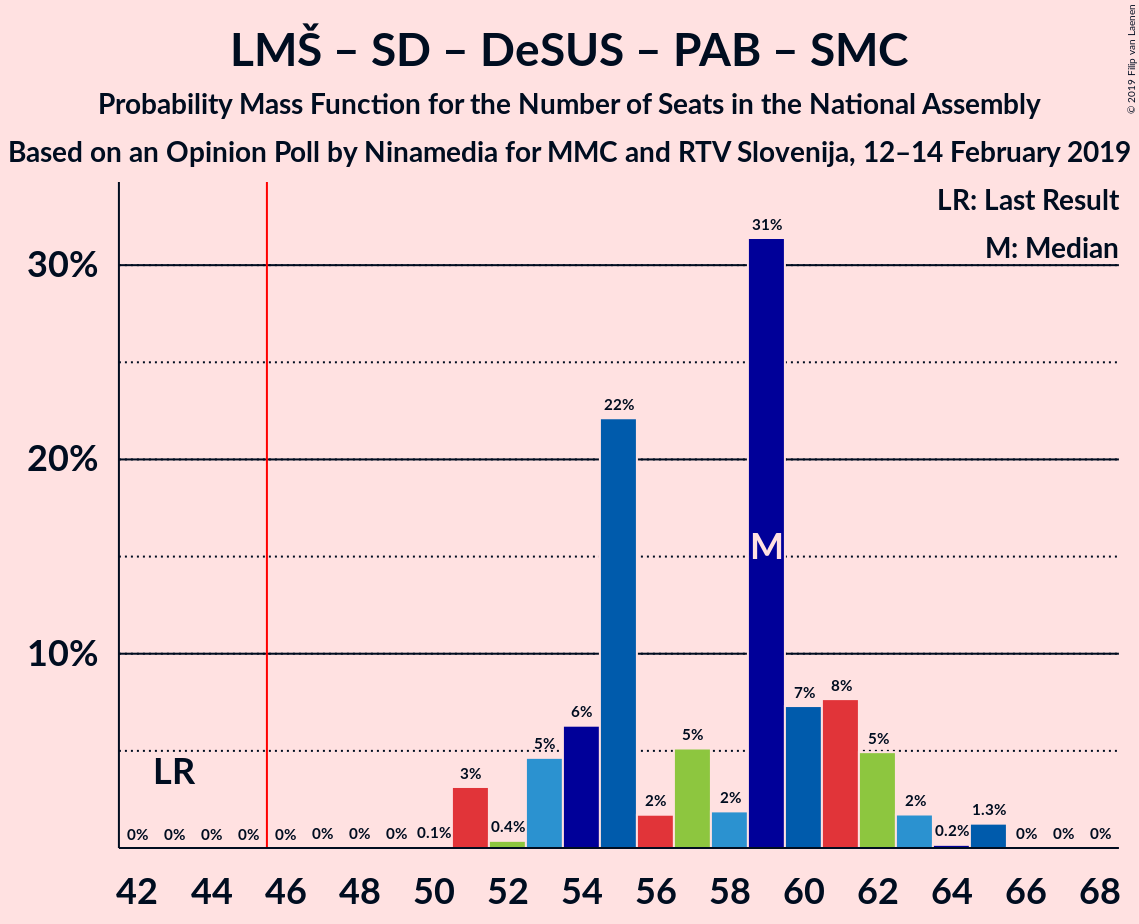 LMŠ – SD – DeSUS – PAB – SMC
Probability Mass Function for the Number of Seats in the National Assembly
Based on an Opinion Poll by Ninamedia for MMC and RTV Slovenija, 12–14 February 2019
© 2019 Filip van Laenen
LR: Last Result
M: Median
30%
20%
10%
LR
M
0% 0% 0% 0% 0% 0% 0% 0% 0.1% 3% 0.4% 5% 6% 22% 2% 5% 2% 31% 7% 8% 5% 2% 0.2% 1.3% 0% 0% 0%
42 44 46 48 50 52 54 56 58 60 62 64 66 68